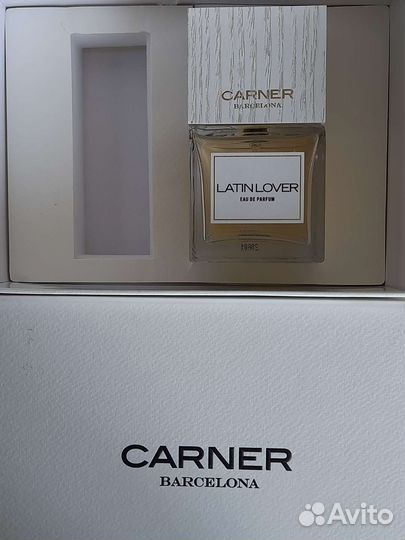 CARNER
BARCELONA
LATIN LOVER
EAU DE PARFUM
CARNER
BARCELONA
Avito